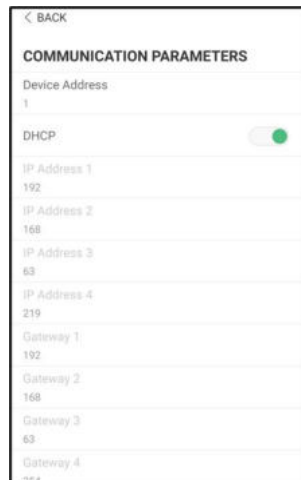 < BACK
COMMUNICATION PARAMETERS
Device Address
1
DHCP
IP Address 1
192
IP Address 2
168
IP Address 3
63
IP Address 4
219
Gateway 1
192
Gateway 2
168
Gateway 3
63
Gateway 4